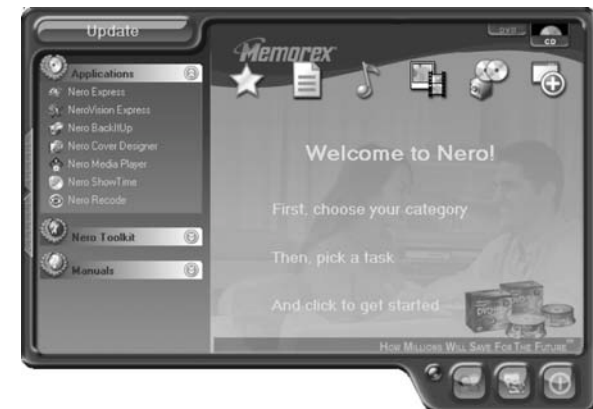 Update
DVD
CD
Memorex
Applications
Nero Express
NeroVision Express
Nero BackItUp
Nero Cover Designer
Nero Media Player
Nero ShowTime
Nero Recode
Nero Toolkit
Manuals
Welcome to Nero!
First, choose your category
Then, pick a task
And click to get started
How Millions Will Save For The Future™